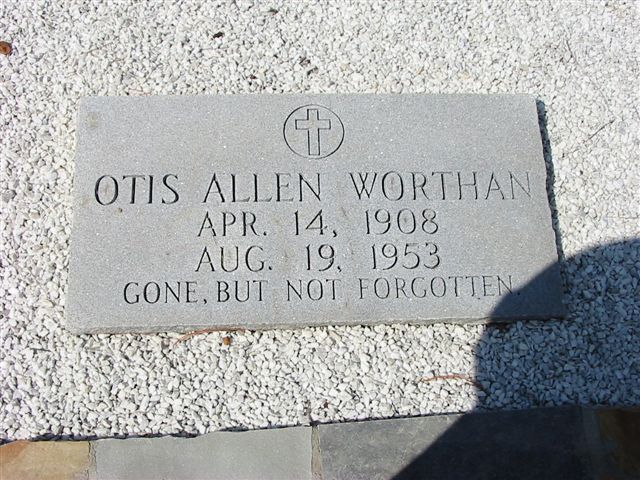 OTIS ALLEN WORTHAN
APR. 14, 1908
AUG. 19, 1953
GONE, BUT NOT FORGOTTEN.